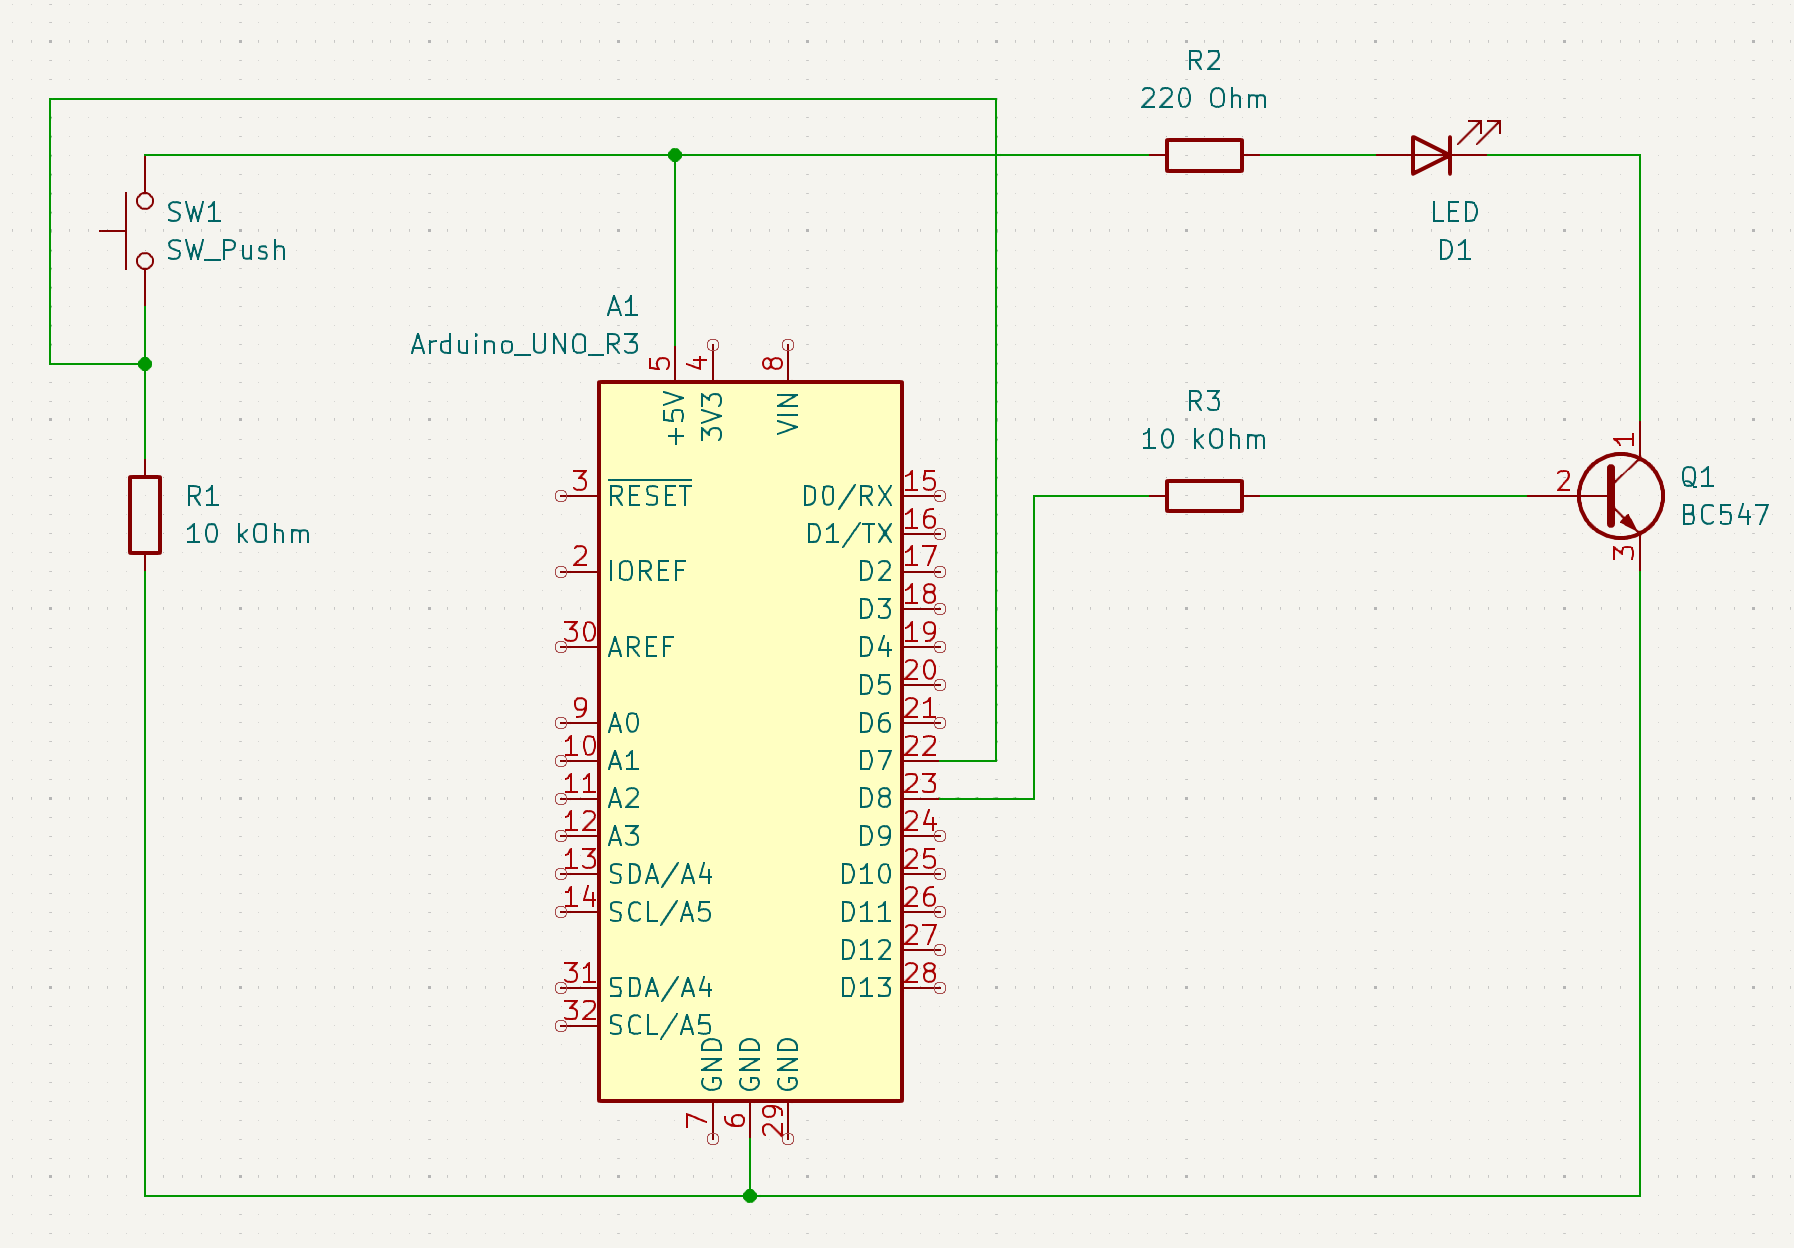 R2
220 Ohm
SW1
SW_Push
LED
D1
A1
Arduino_UNO_R3
5
4
8
+5V
3V3
VIN
R3
10 kOhm
1
2
3
Q1
BC547
R1
10 kOhm
3
RESET
2
IOREF
30
AREF
9
A0
10
A1
11
A2
12
A3
13
SDA/A4
14
SCL/A5
31
SDA/A4
32
SCL/A5
D0/RX
15
D1/TX
16
D2
17
D3
18
D4
19
D5
20
D6
21
D7
22
D8
23
D9
24
D10
25
D11
26
D12
27
D13
28
GND
GND
GND
7
6
29